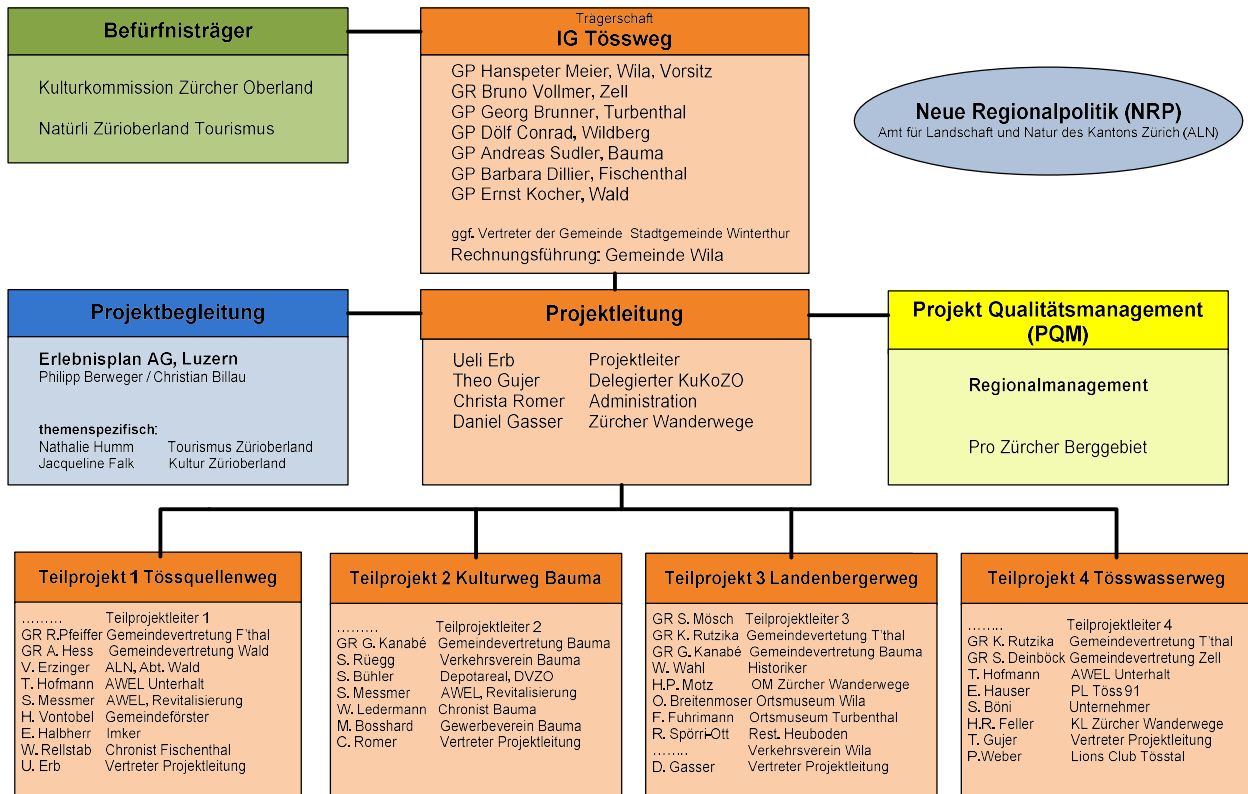 Befürfnisträger
Kulturkommission Zürcher Oberland
Natürli Zürioberland Tourismus
Trägerschaft
IG Tössweg
GP Hanspeter Meier, Wila, Vorsitz
GR Bruno Vollmer, Zell
GP Georg Brunner, Turbenthal
GP Dölf Conrad, Wildberg
GP Andreas Sudler, Bauma
GP Barbara Dillier, Fischenthal
GP Ernst Kocher, Wald
ggf. Vertreter der Gemeinde Stadtgemeinde Winterthur
Rechnungsführung: Gemeinde Wila
Neue Regionalpolitik (NRP)
Amt für Landschaft und Natur des Kantons Zürich (ALN)
Projektbegleitung
Erlebnisplan AG, Luzern
Philipp Berweger / Christian Billau
themenspezifisch:
Nathalie Humm Tourismus Zürioberland
Jacqueline Falk Kultur Zürioberland
Projektleitung
Ueli Erb Projektleiter
Theo Gujer Delegierter KuKoZO
Christa Romer Administration
Daniel Gasser Zürcher Wanderwege
Projekt Qualitätsmanagement
(PQM)
Regionalmanagement
Pro Zürcher Berggebiet
Teilprojekt 1 Tössquellenweg
......... Teilprojektleiter 1
GR R.Pfeiffer Gemeindevertretung F'thal
GR A. Hess Gemeindevertretung Wald
V. Erzinger ALN, Abt. Wald
T. Hofmann AWEL Unterhalt
S. Messmer AWEL, Revitalisierung
H. Vontobel Gemeindeförster
E. Halbherr Imker
W. Rellstab Chronist Fischenthal
U. Erb Vertreter Projektleitung
Teilprojekt 2 Kulturweg Bauma
......... Teilprojektleiter 2
GR G. Kanabé Gemeindevertretung Bauma
S. Rüegg Verkehrsverein Bauma
S. Bühler Depotareal, DVZO
S. Messmer AWEL, Revitalisierung
W. Ledermann Chronist Bauma
M. Bosshard Gewerbeverein Bauma
C. Romer Vertreter Projektleitung
Teilprojekt 3 Landenbergerweg
GR S. Mösch Teilprojektleiter 3
GR K. Rutzika Gemeindevertetung T'thal
GR G. Kanabé Gemeindevertretung Bauma
W. Wahl Historiker
H.P. Motz OM Zürcher Wanderwege
O. Breitenmoser Ortsmuseum Wila
F. Fuhrimann Ortsmuseum Turbenthal
R. Spörri-Ott Rest. Heuboden
........ Verkehrsverein Wila
D. Gasser Vertreter Projektleitung
Teilprojekt 4 Tösswasserweg
........ Teilprojektleiter 4
GR K. Rutzika Gemeindevertretung T'thal
GR S. Deinböck Gemeindevertretung Zell
T. Hofmann AWEL Unterhalt
E. Hauser PL Töss 91
S. Böni Unternehmer
H.R. Feller KL Zürcher Wanderwege
T. Gujer Vertreter Projektleitung
P.Weber Lions Club Tösstal